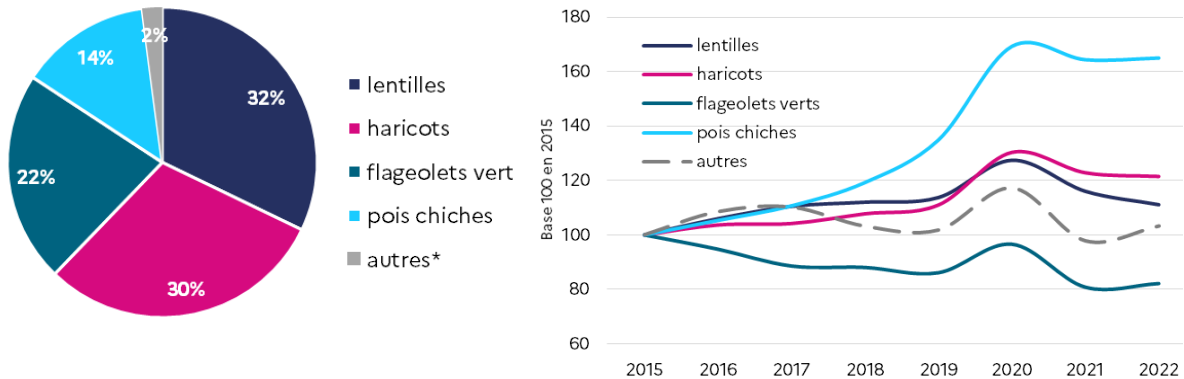 2%
14%
32%
22%
30%
lentilles
haricots
flageolets vert
pois chiches
autres*
180
160
140
120
100
80
60
Base 100 en 2015
lentilles
haricots
flageolets verts
pois chiches
autres
2015 2016 2017 2018 2019 2020 2021 2022